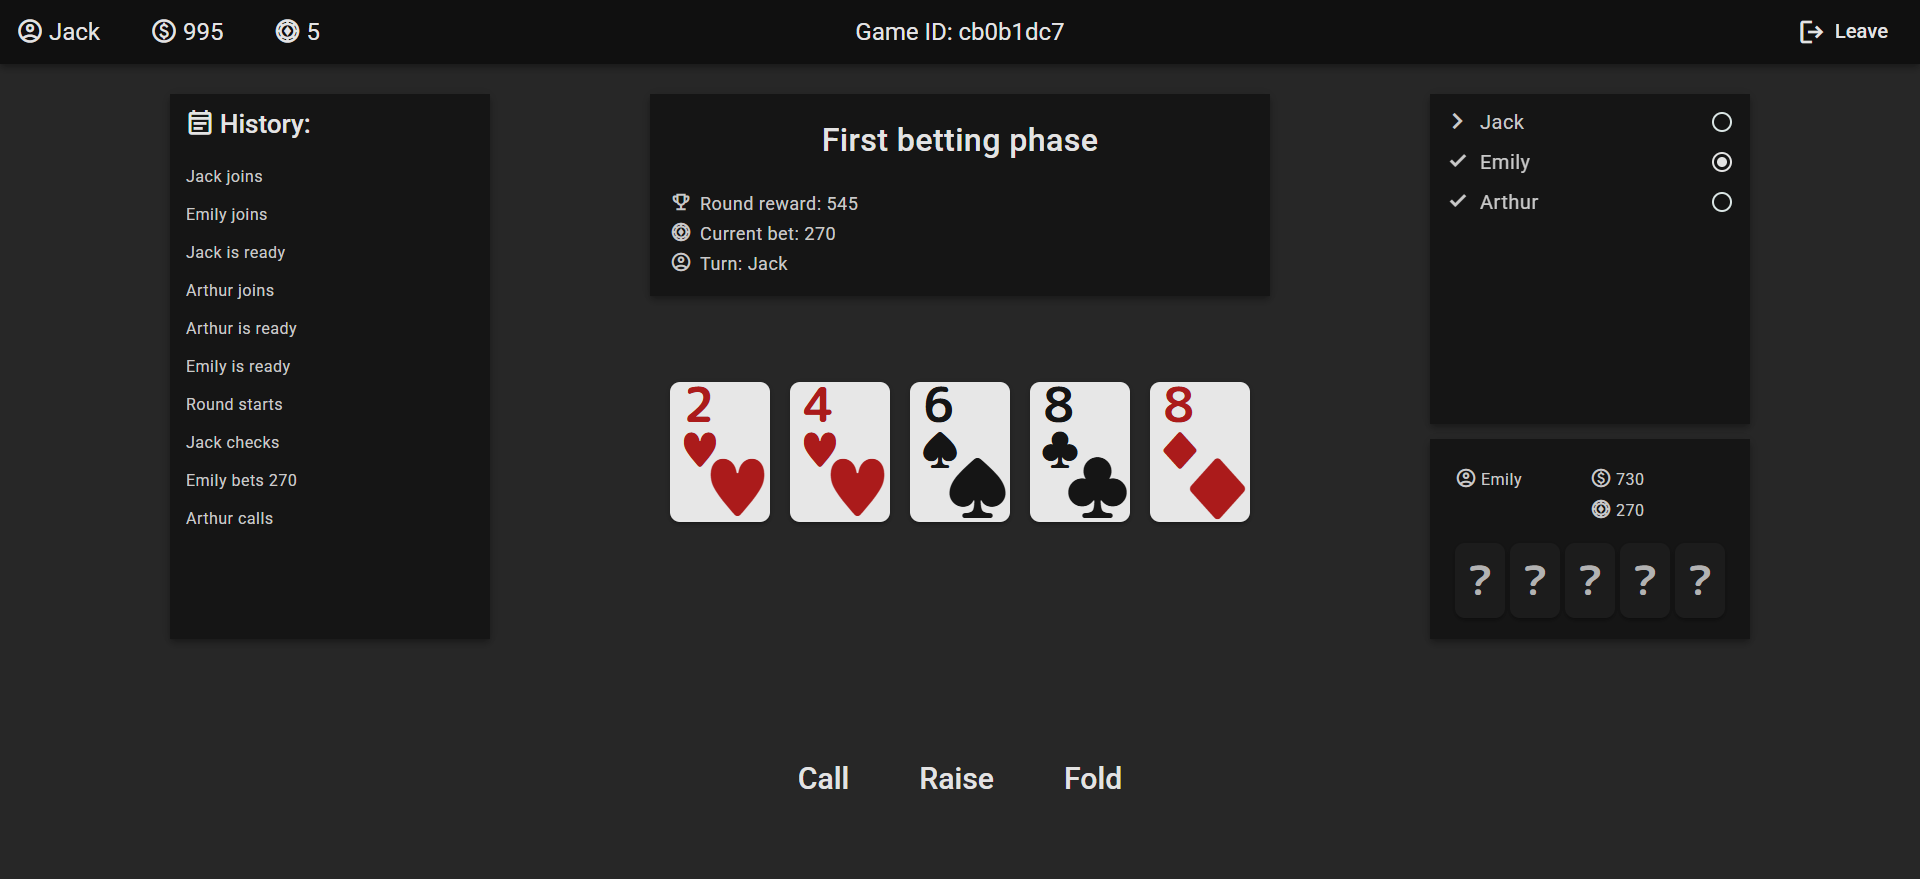 Jack 995 5 Game ID: cb0b1dc7 Leave
History:
Jack joins
Emily joins
Jack is ready
Arthur joins
Arthur is ready
Emily is ready
Round starts
Jack checks
Emily bets 270
Arthur calls
First betting phase
Round reward: 545
Current bet: 270
Turn: Jack
2 4 6 8 8
Call Raise Fold
Jack
Emily
Arthur
Emily 730
270
? ? ? ? ?